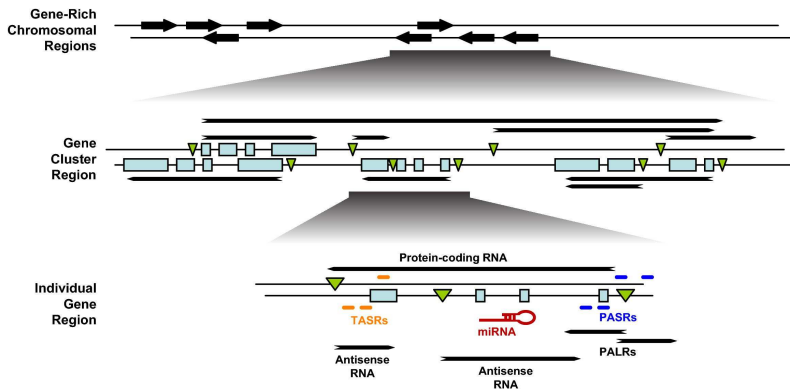 Gene-Rich
Chromosomal
Regions
Gene
Cluster
Region
Protein-coding RNA
Individual
Gene
Region
TASRs
miRNA
PASRs
Antisense
RNA
Antisense
RNA
PALRs